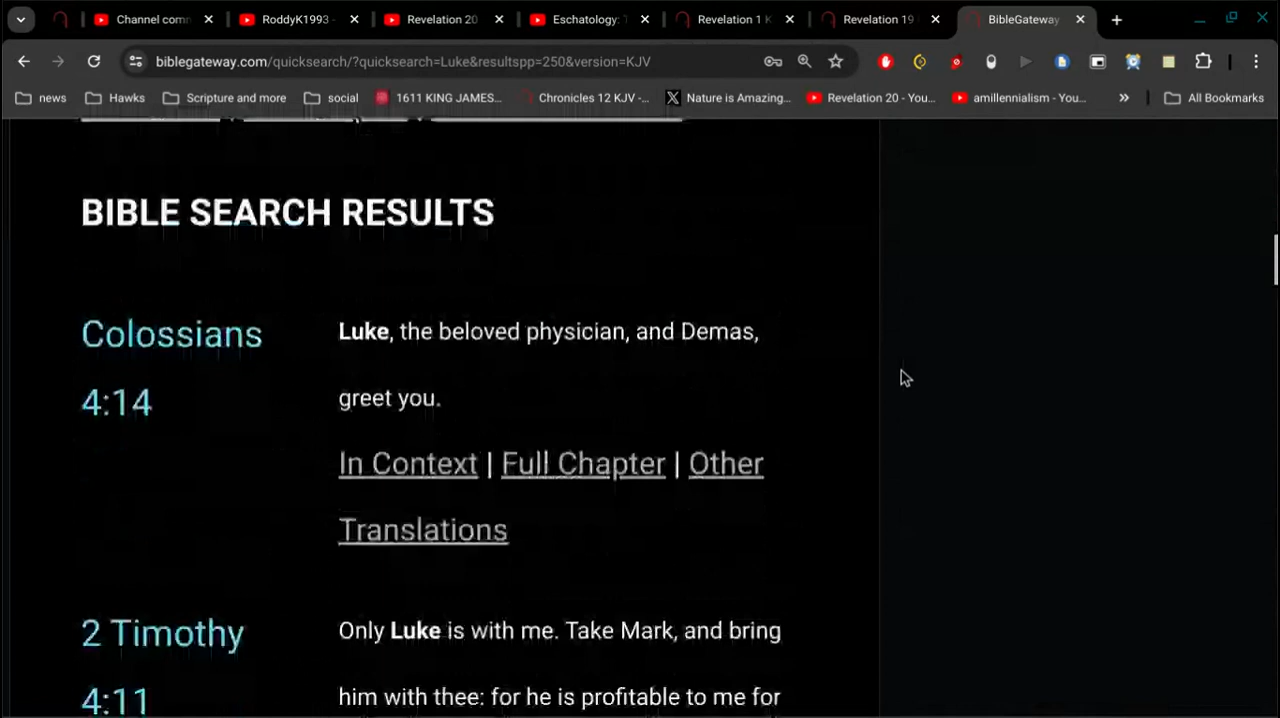 Channel comm
RoddyK1993 -
Revelation 20
Eschatology: T
Revelation 1 K
Revelation 19
BibleGateway
biblegateway.com/quicksearch/?quicksearch=Luke&resultspp=250&version=KJV
news
Hawks
Scripture and more
social
1611 KING JAMES...
Chronicles 12 KJV -...
Nature is Amazing...
Revelation 20 - You...
amillennialism - You...
All Bookmarks
BIBLE SEARCH RESULTS
Colossians
4:14
Luke, the beloved physician, and Demas,
greet you.
In Context | Full Chapter | Other
Translations
2 Timothy
4:11
Only Luke is with me. Take Mark, and bring
him with thee: for he is profitable to me for